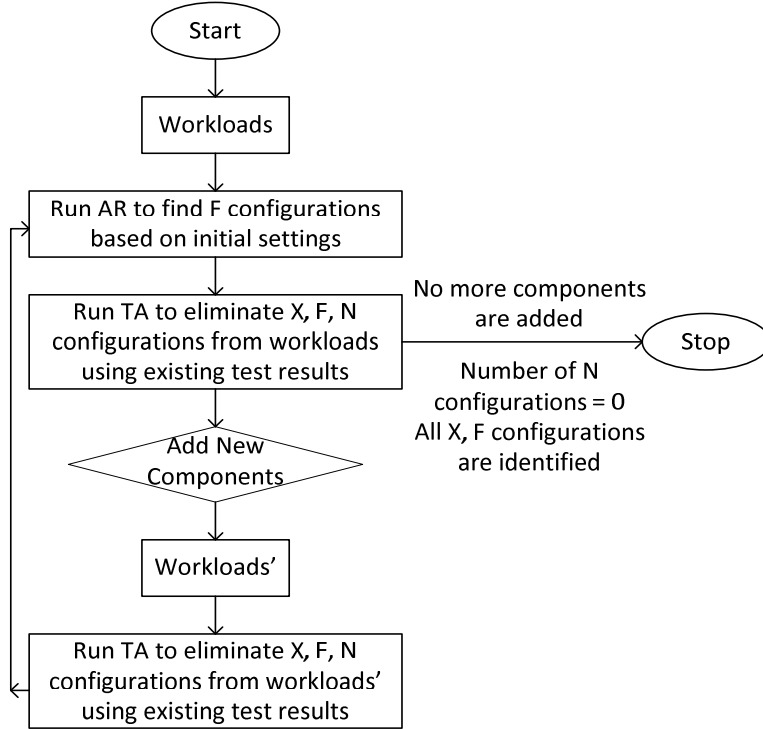 Start
Workloads
Run AR to find F configurations
based on initial settings
Run TA to eliminate X, F, N
configurations from workloads
using existing test results
No more components
are added
Number of N
configurations = 0
All X, F configurations
are identified
Stop
Add New
Components
Workloads’
Run TA to eliminate X, F, N
configurations from workloads’
using existing test results